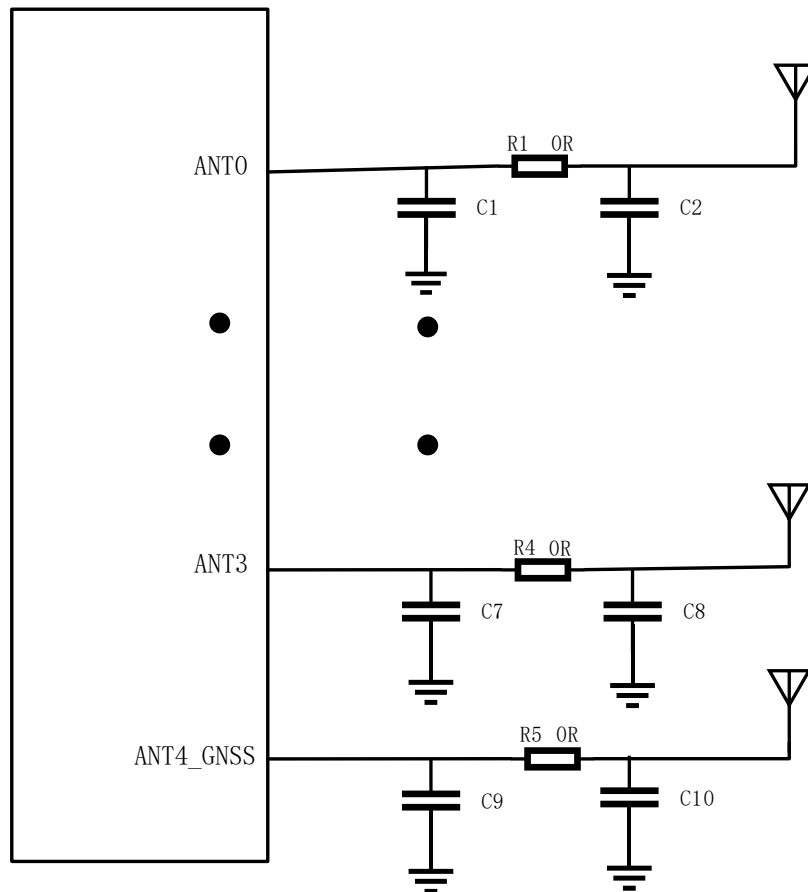 R1 0R
ANT0
C1
C2
R4 0R
ANT3
C7
C8
R5 0R
ANT4_GNSS
C9
C10